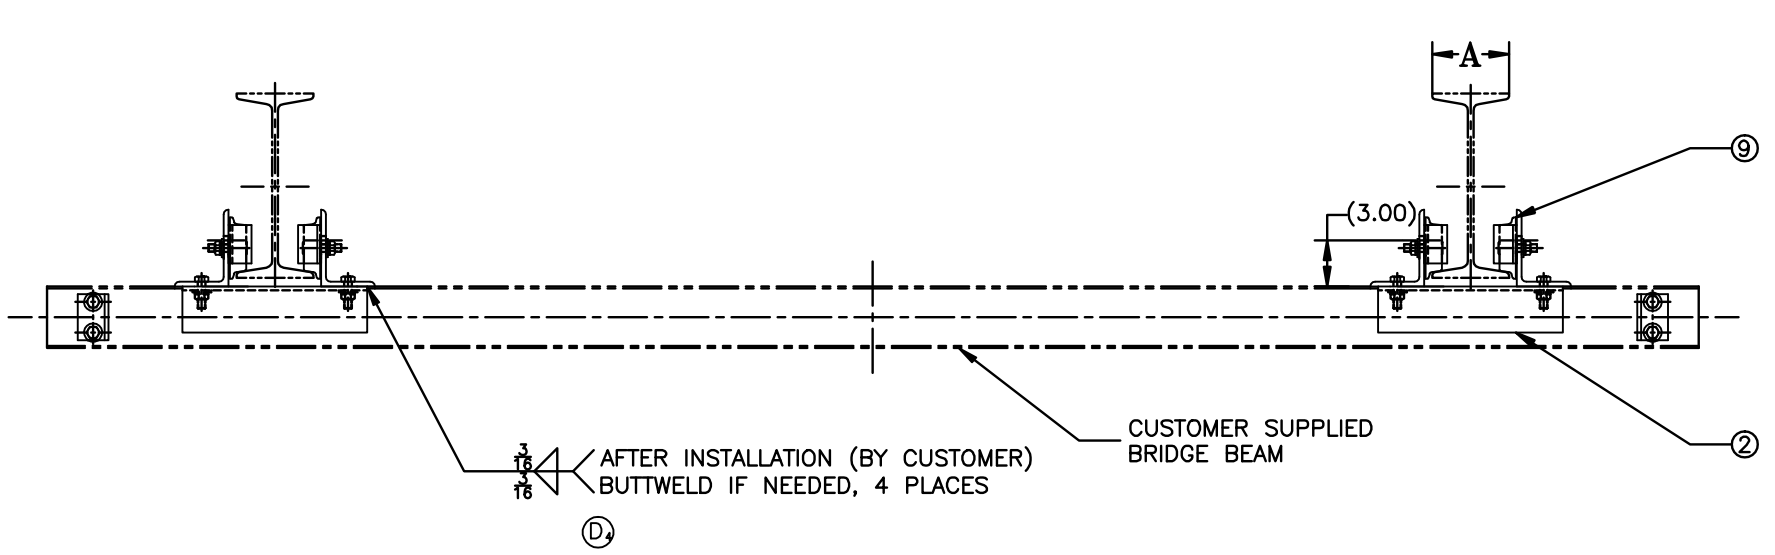 A
9
(3.00)
CUSTOMER SUPPLIED
BRIDGE BEAM
2
3/16
3/16
AFTER INSTALLATION (BY CUSTOMER)
BUTTWELD IF NEEDED, 4 PLACES
D4